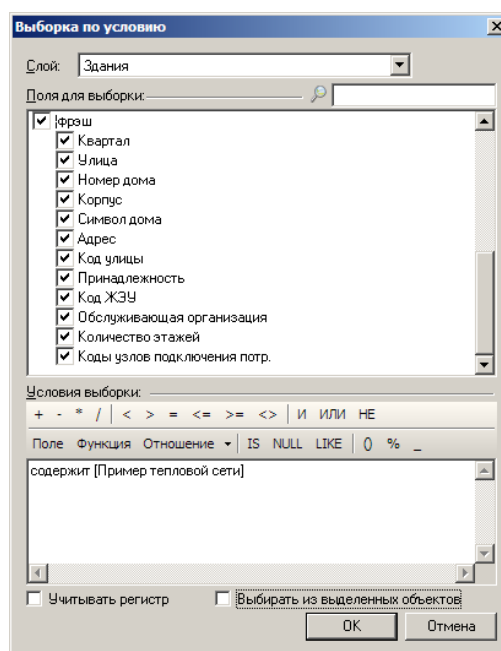 Выборка по условию
Слой: Здания
Поля для выборки:
¦фрэш
Квартал
Улица
Номер дома
Корпус
Символ дома
Адрес
Код улицы
Принадлежность
Код ЖЭУ
Обслуживающая организация
Количество этажей
Коды узлов подключения потр.
Условия выборки:
+ - * / < > = <= >= <> И ИЛИ НЕ
Поле Функция Отношение IS NULL LIKE () % _
содержит [Пример тепловой сети]
Учитывать регистр Выбирать из выделенных объектов
OK Отмена